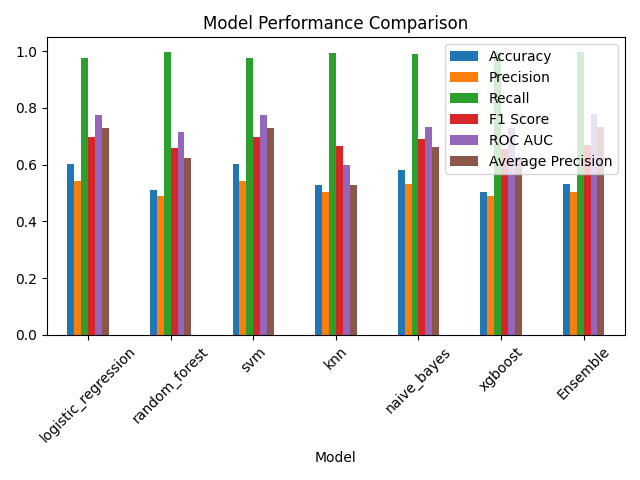 Model Performance Comparison
1.0
0.8
0.6
0.4
0.2
0.0
Accuracy
Precision
Recall
F1 Score
ROC AUC
Average Precision
logistic_regression
random_forest
svm
knn
naive_bayes
xgboost
Ensemble
Model